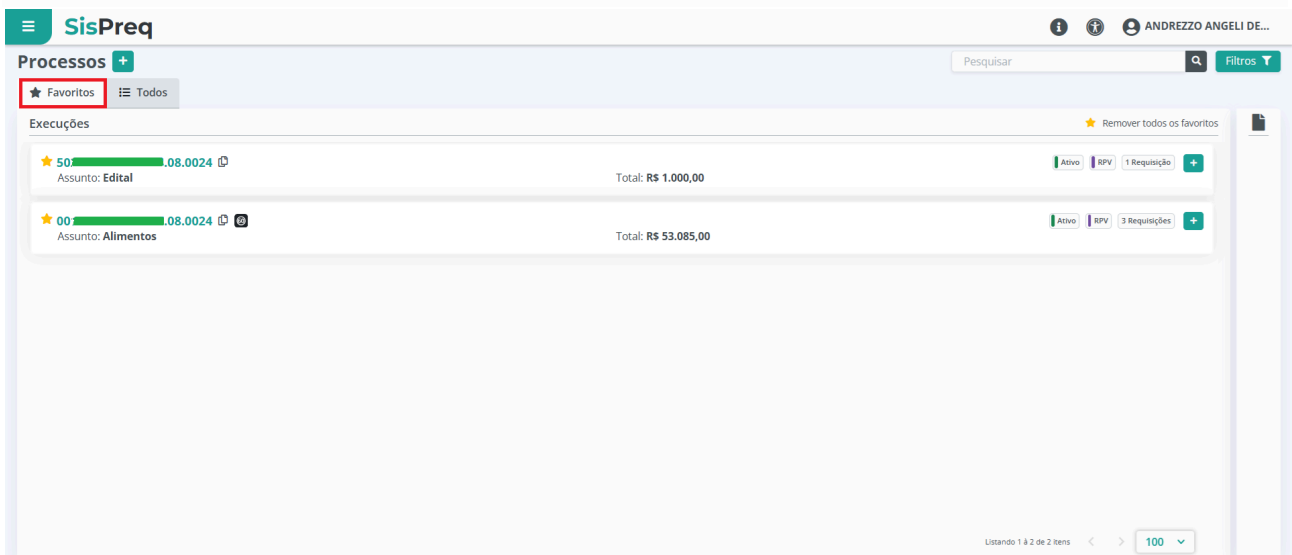 SisPreq
ANDREZZO ANGELI DE...
Processos
Pesquisar
Filtros
Favoritos
Todos
Execuções
Remover todos os favoritos
.08.0024
Ativo
RPV
1 Requisição
Assunto: Edital
Total: R$ 1.000,00
.08.0024
Ativo
RPV
3 Requisições
Assunto: Alimentos
Total: R$ 53.085,00
Listando 1 à 2 de 2 itens
100